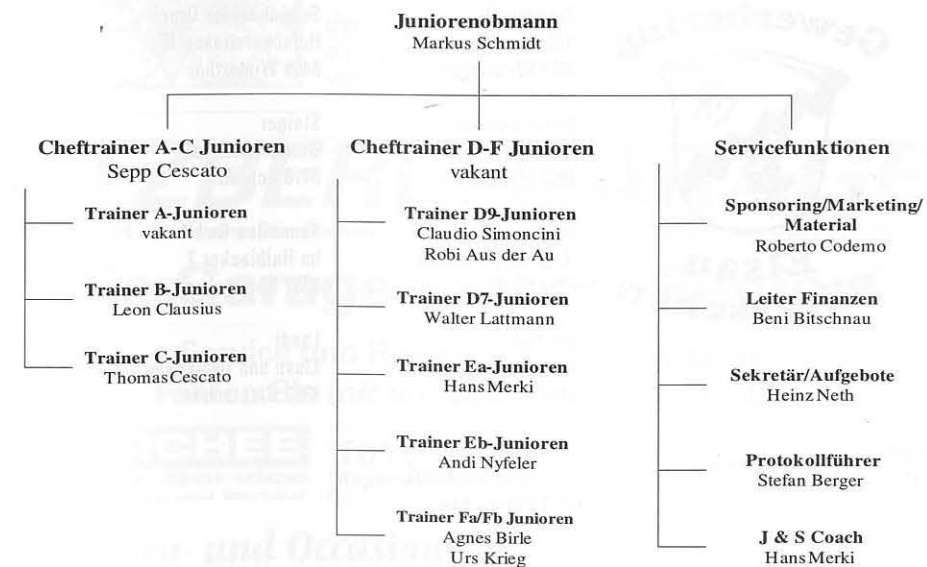 Juniorenobmann
Markus Schmidt
Cheftrainer A-C Junioren
Sepp Cescato
Trainer A-Junioren
vakant
Trainer B-Junioren
Leon Clausius
Trainer C-Junioren
Thomas Cescato
Cheftrainer D-F Junioren
vakant
Trainer D9-Junioren
Claudio Simoncini
Robi Aus der Au
Trainer D7-Junioren
Walter Lattmann
Trainer Ea-Junioren
Hans Merki
Trainer Eb-Junioren
Andi Nyfeler
Trainer Fa/Fb Junioren
Agnes Birle
Urs Krieg
Servicefunktionen
Sponsoring/Marketing/
Material
Roberto Codemo
Leiter Finanzen
Beni Bitschnau
Sekretär/Aufgebote
Heinz Neth
Protokollführer
Stefan Berger
J & S Coach
Hans Merki